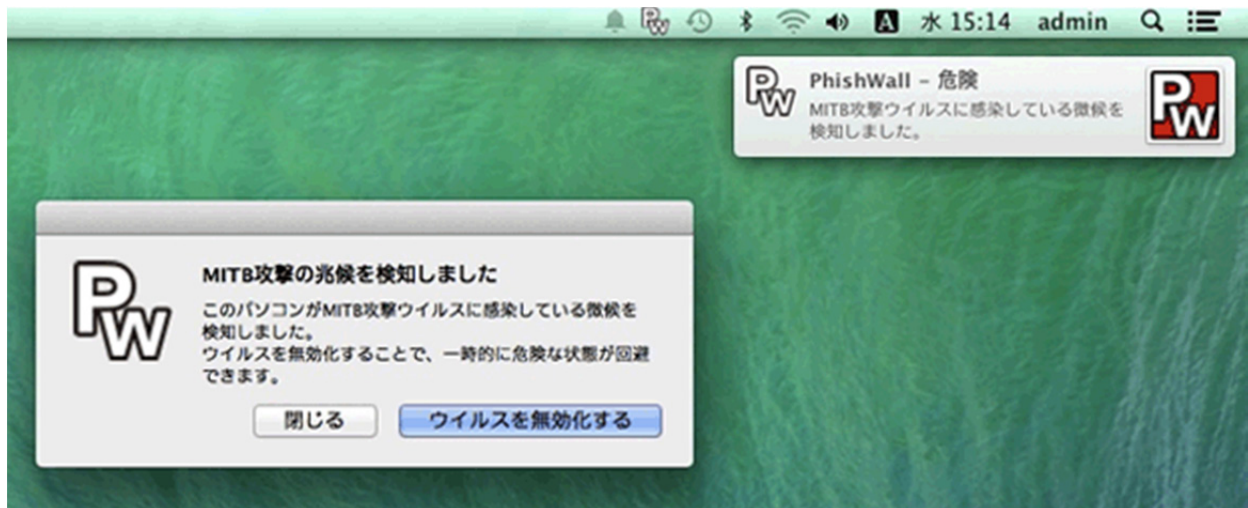 PW A 水 15:14 admin
PW PhishWall – 危険 PW
MITB攻撃ウイルスに感染している徴候を
検知しました。
PW
MITB攻撃の兆候を検知しました
このパソコンがMITB攻撃ウイルスに感染している徴候を
検知しました。
ウイルスを無効化することで、一時的に危険な状態が回避
できます。
閉じる ウイルスを無効化する